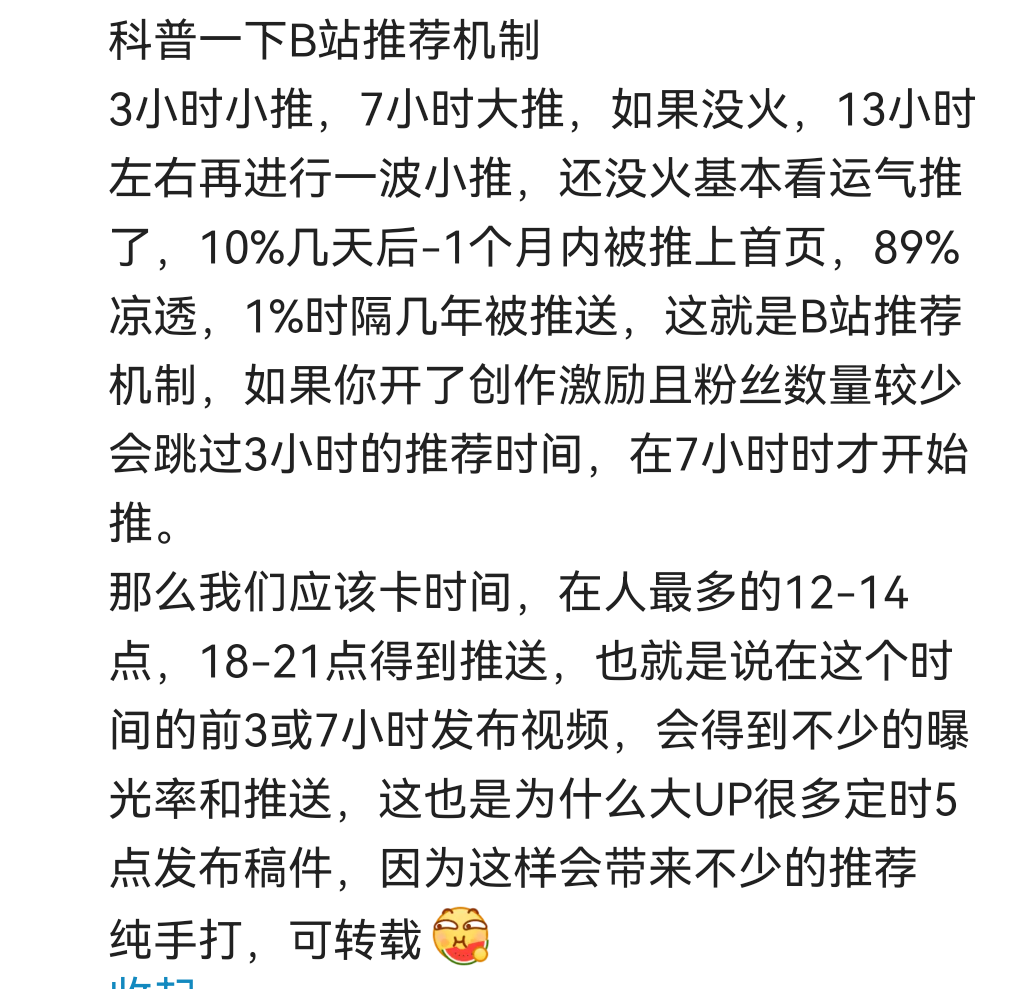 科普一下B站推荐机制
3小时小推，7小时大推，如果没火，13小时
左右再进行一波小推，还没火基本看运气推
了，10%几天后-1个月内被推上首页，89%
凉透，1%时隔几年被推送，这就是B站推荐
机制，如果你开了创作激励且粉丝数量较少
会跳过3小时的推荐时间，在7小时时才开始
推。
那么我们应该卡时间，在人最多的12-14
点，18-21点得到推送，也就是说在这个时
间的前3或7小时发布视频，会得到不少的曝
光率和推送，这也是为什么大UP很多定时5
点发布稿件，因为这样会带来不少的推荐
纯手打，可转载
收起